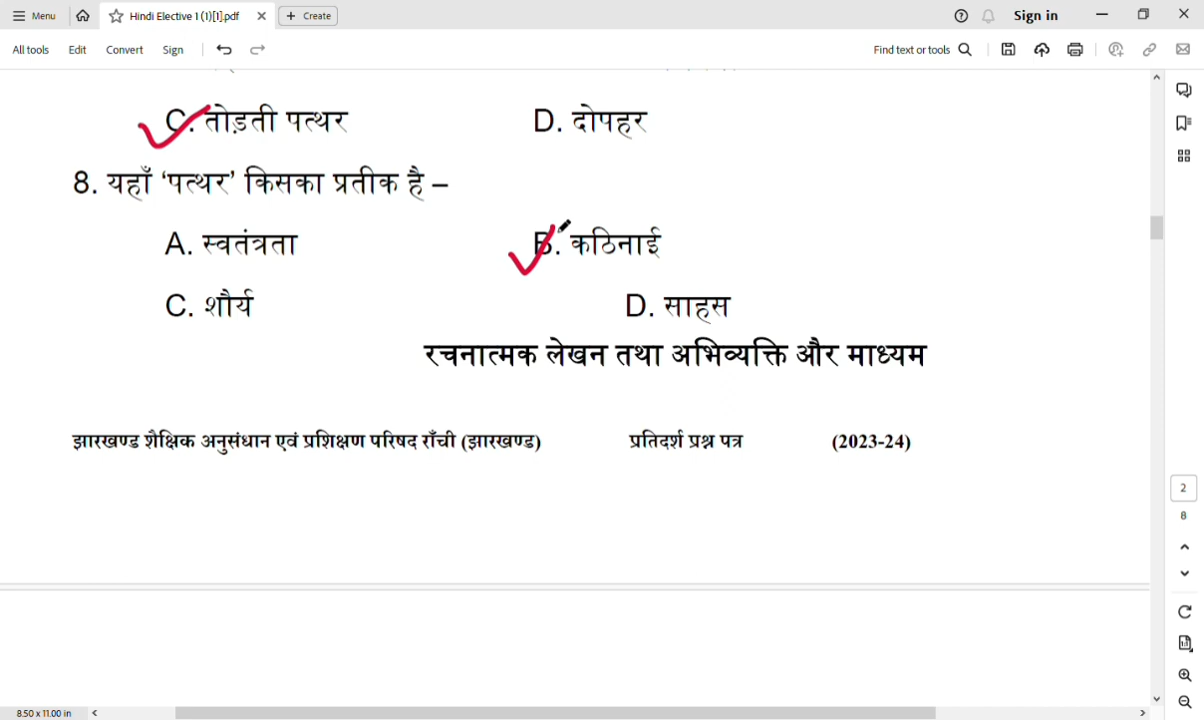 Menu
Hindi Elective 1 (1)[1].pdf
Create
Sign in
All tools
Edit
Convert
Sign
Find text or tools
C. तोड़ती पत्थर D. दोपहर
8. यहाँ ‘पत्थर’ किसका प्रतीक है –
A. स्वतंत्रता B. कठिनाई
C. शौर्य D. साहस
रचनात्मक लेखन तथा अभिव्यक्ति और माध्यम
झारखण्ड शैक्षिक अनुसंधान एवं प्रशिक्षण परिषद राँची (झारखण्ड) प्रतिदर्श प्रश्न पत्र (2023-24)
2
8
8.50 x 11.00 in